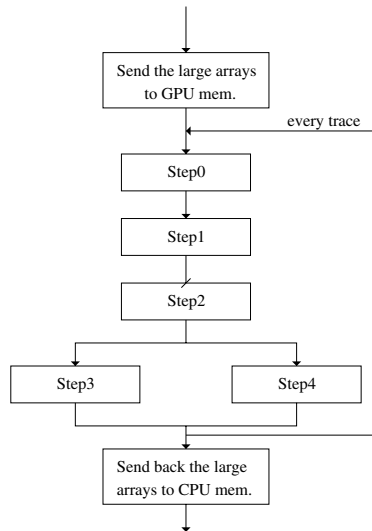 Send the large arrays
to GPU mem.
every trace
Step0
Step1
Step2
Step3
Step4
Send back the large
arrays to CPU mem.